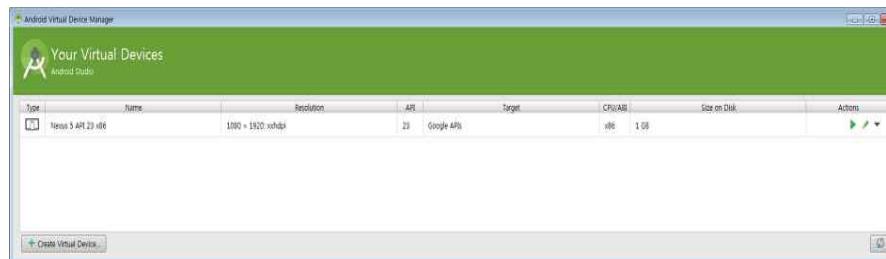 Android Virtual Device Manager
Your Virtual Devices
Android Studio
Type Name Resolution API Target CPU/ABI Size on Disk Actions
Nexus 5 API 23 x86 1080 × 1920: xxhdpi 23 Google APIs x86 1 GB
+ Create Virtual Device...